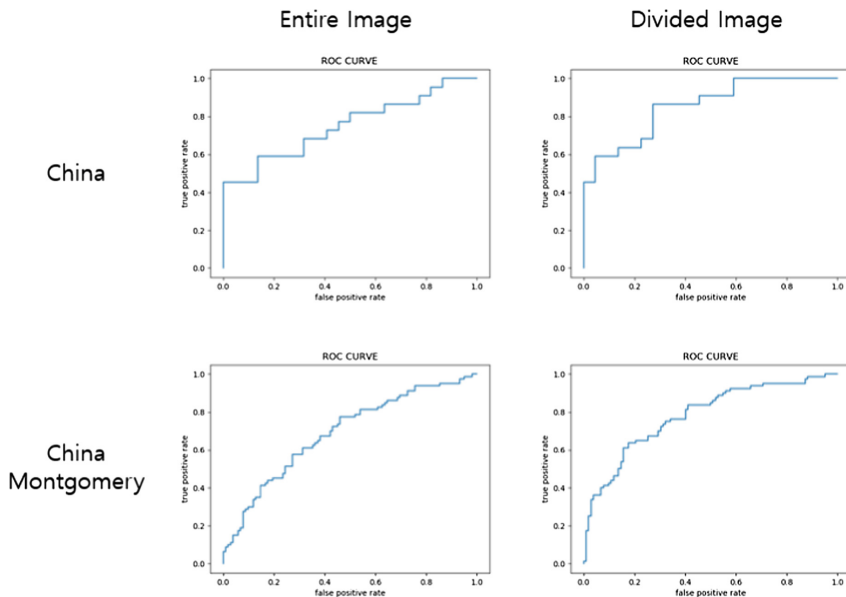 Entire Image
Divided Image
China
ROC CURVE
true positive rate
1.0
0.8
0.6
0.4
0.2
0.0
0.0 0.2 0.4 0.6 0.8 1.0
false positive rate
ROC CURVE
true positive rate
1.0
0.8
0.6
0.4
0.2
0.0
0.0 0.2 0.4 0.6 0.8 1.0
false positive rate
China
Montgomery
ROC CURVE
true positive rate
1.0
0.8
0.6
0.4
0.2
0.0
0.0 0.2 0.4 0.6 0.8 1.0
false positive rate
ROC CURVE
true positive rate
1.0
0.8
0.6
0.4
0.2
0.0
0.0 0.2 0.4 0.6 0.8 1.0
false positive rate